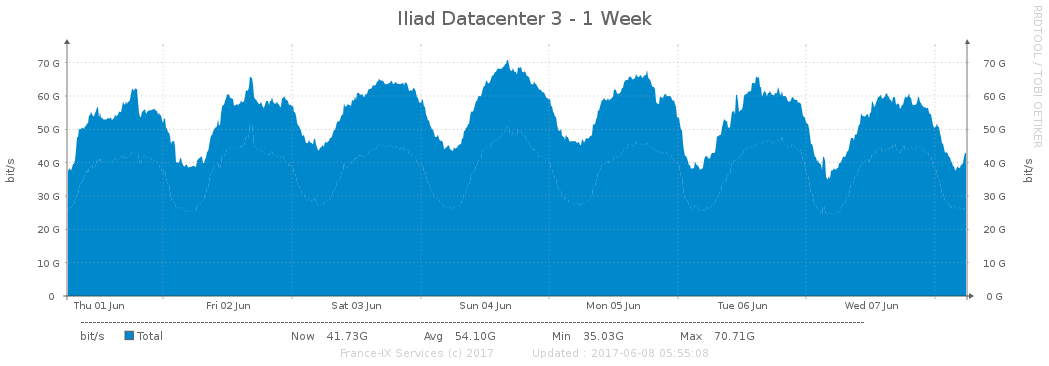 Iliad Datacenter 3 - 1 Week
RRDTOOL / TOBI OETIKER
bit/s
70 G 70 G
60 G 60 G
50 G 50 G
40 G 40 G
30 G 30 G
20 G 20 G
10 G 10 G
0 0 G
bit/s
Thu 01 Jun Fri 02 Jun Sat 03 Jun Sun 04 Jun Mon 05 Jun Tue 06 Jun Wed 07 Jun
bit/s Total Now 41.73G Avg 54.10G Min 35.03G Max 70.71G
France-IX Services (c) 2017 Updated : 2017-06-08 05:55:08